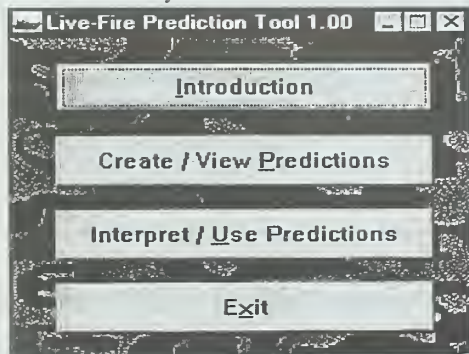 Live-Fire Prediction Tool 1.00
Introduction
Create / View Predictions
Interpret / Use Predictions
Exit